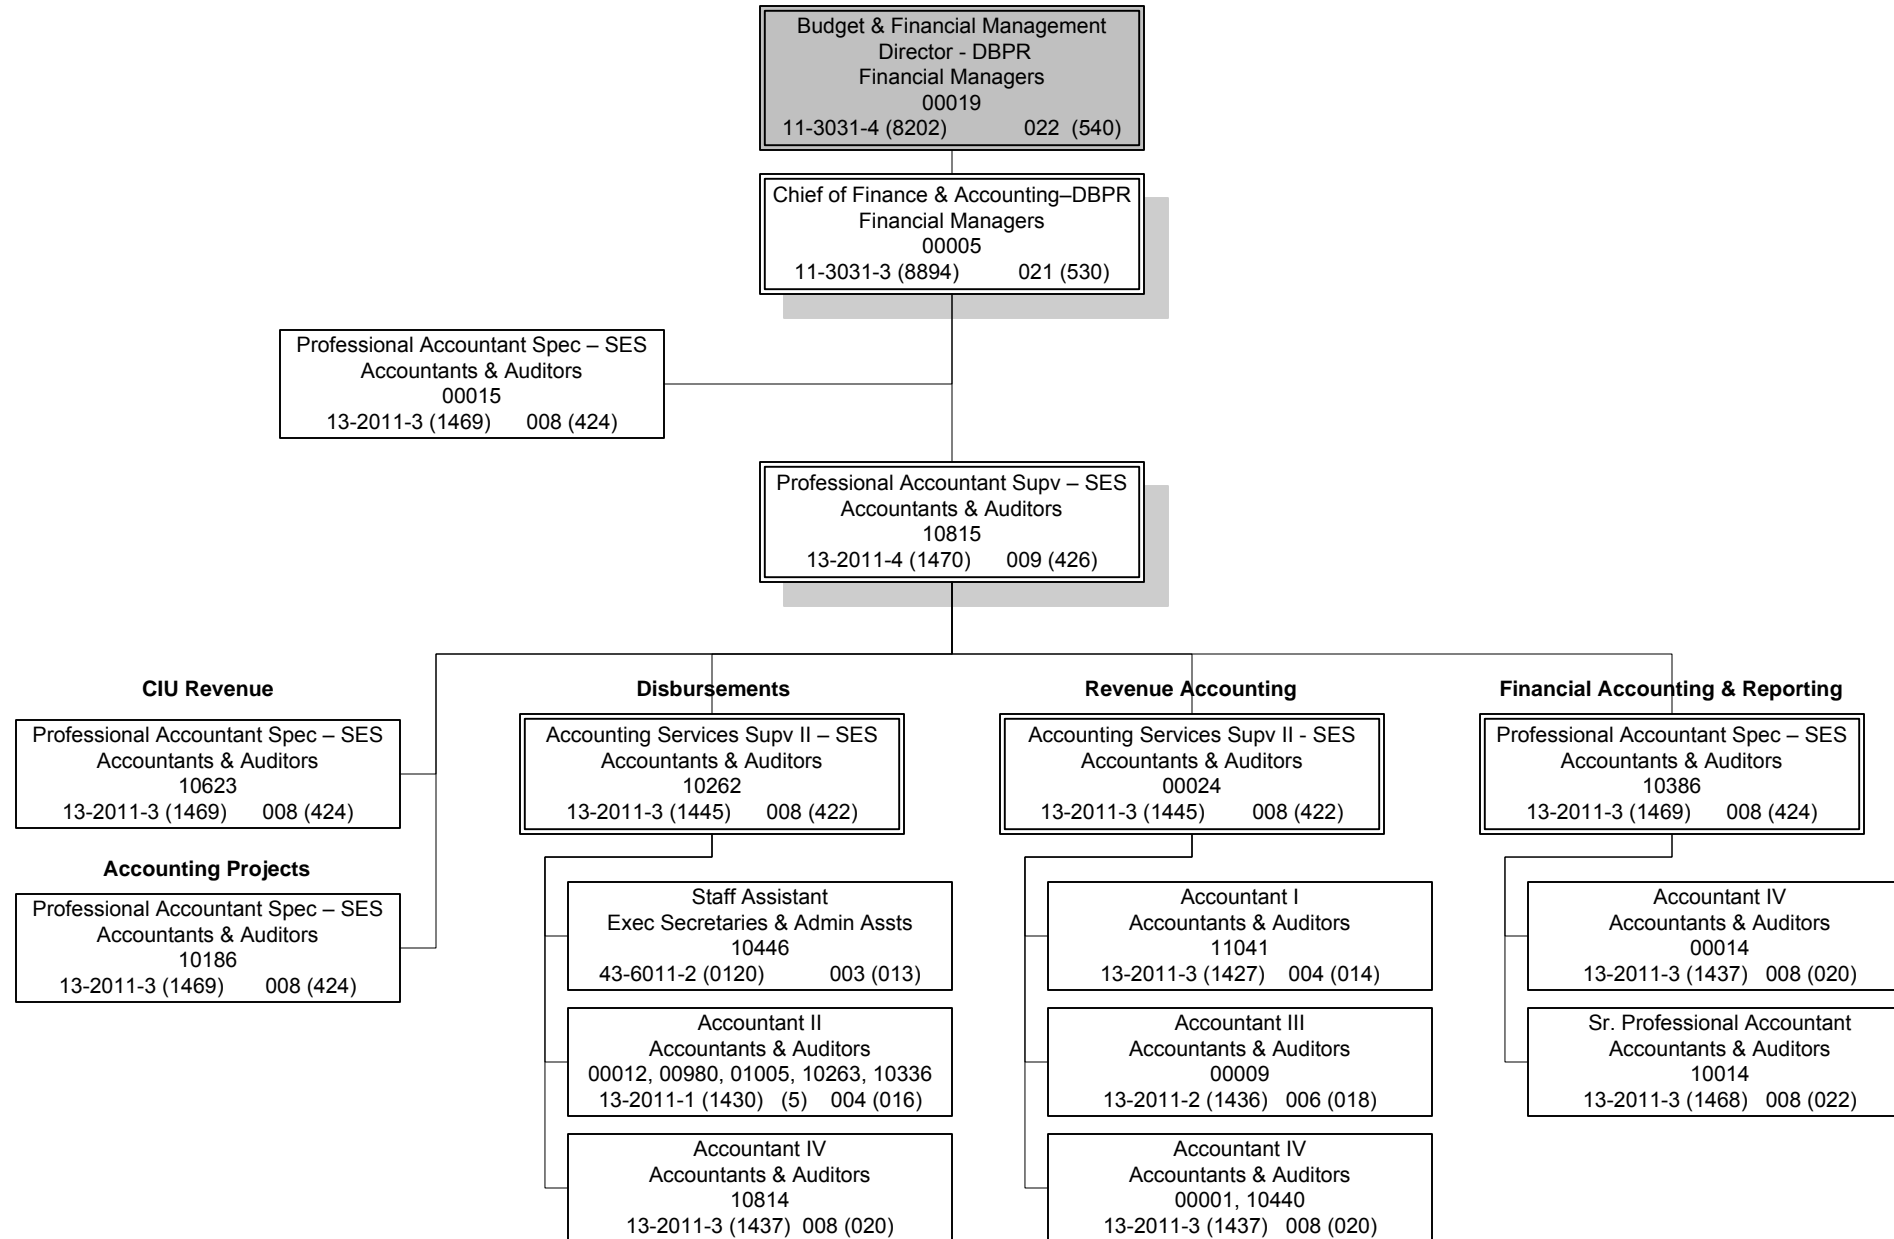 Budget & Financial Management
Director - DBPR
Financial Managers
00019
11-3031-4 (8202) 022 (540)
Chief of Finance & Accounting–DBPR
Financial Managers
00005
11-3031-3 (8894) 021 (530)
Professional Accountant Spec – SES
Accountants & Auditors
00015
13-2011-3 (1469) 008 (424)
Professional Accountant Supv – SES
Accountants & Auditors
10815
13-2011-4 (1470) 009 (426)
CIU Revenue
Professional Accountant Spec – SES
Accountants & Auditors
10623
13-2011-3 (1469) 008 (424)
Accounting Projects
Professional Accountant Spec – SES
Accountants & Auditors
10186
13-2011-3 (1469) 008 (424)
Disbursements
Accounting Services Supv II – SES
Accountants & Auditors
10262
13-2011-3 (1445) 008 (422)
Staff Assistant
Exec Secretaries & Admin Assts
10446
43-6011-2 (0120) 003 (013)
Accountant II
Accountants & Auditors
00012, 00980, 01005, 10263, 10336
13-2011-1 (1430) (5) 004 (016)
Accountant IV
Accountants & Auditors
10814
13-2011-3 (1437) 008 (020)
Revenue Accounting
Accounting Services Supv II - SES
Accountants & Auditors
00024
13-2011-3 (1445) 008 (422)
Accountant I
Accountants & Auditors
11041
13-2011-3 (1427) 004 (014)
Accountant III
Accountants & Auditors
00009
13-2011-2 (1436) 006 (018)
Accountant IV
Accountants & Auditors
00001, 10440
13-2011-3 (1437) 008 (020)
Financial Accounting & Reporting
Professional Accountant Spec – SES
Accountants & Auditors
10386
13-2011-3 (1469) 008 (424)
Accountant IV
Accountants & Auditors
00014
13-2011-3 (1437) 008 (020)
Sr. Professional Accountant
Accountants & Auditors
10014
13-2011-3 (1468) 008 (022)